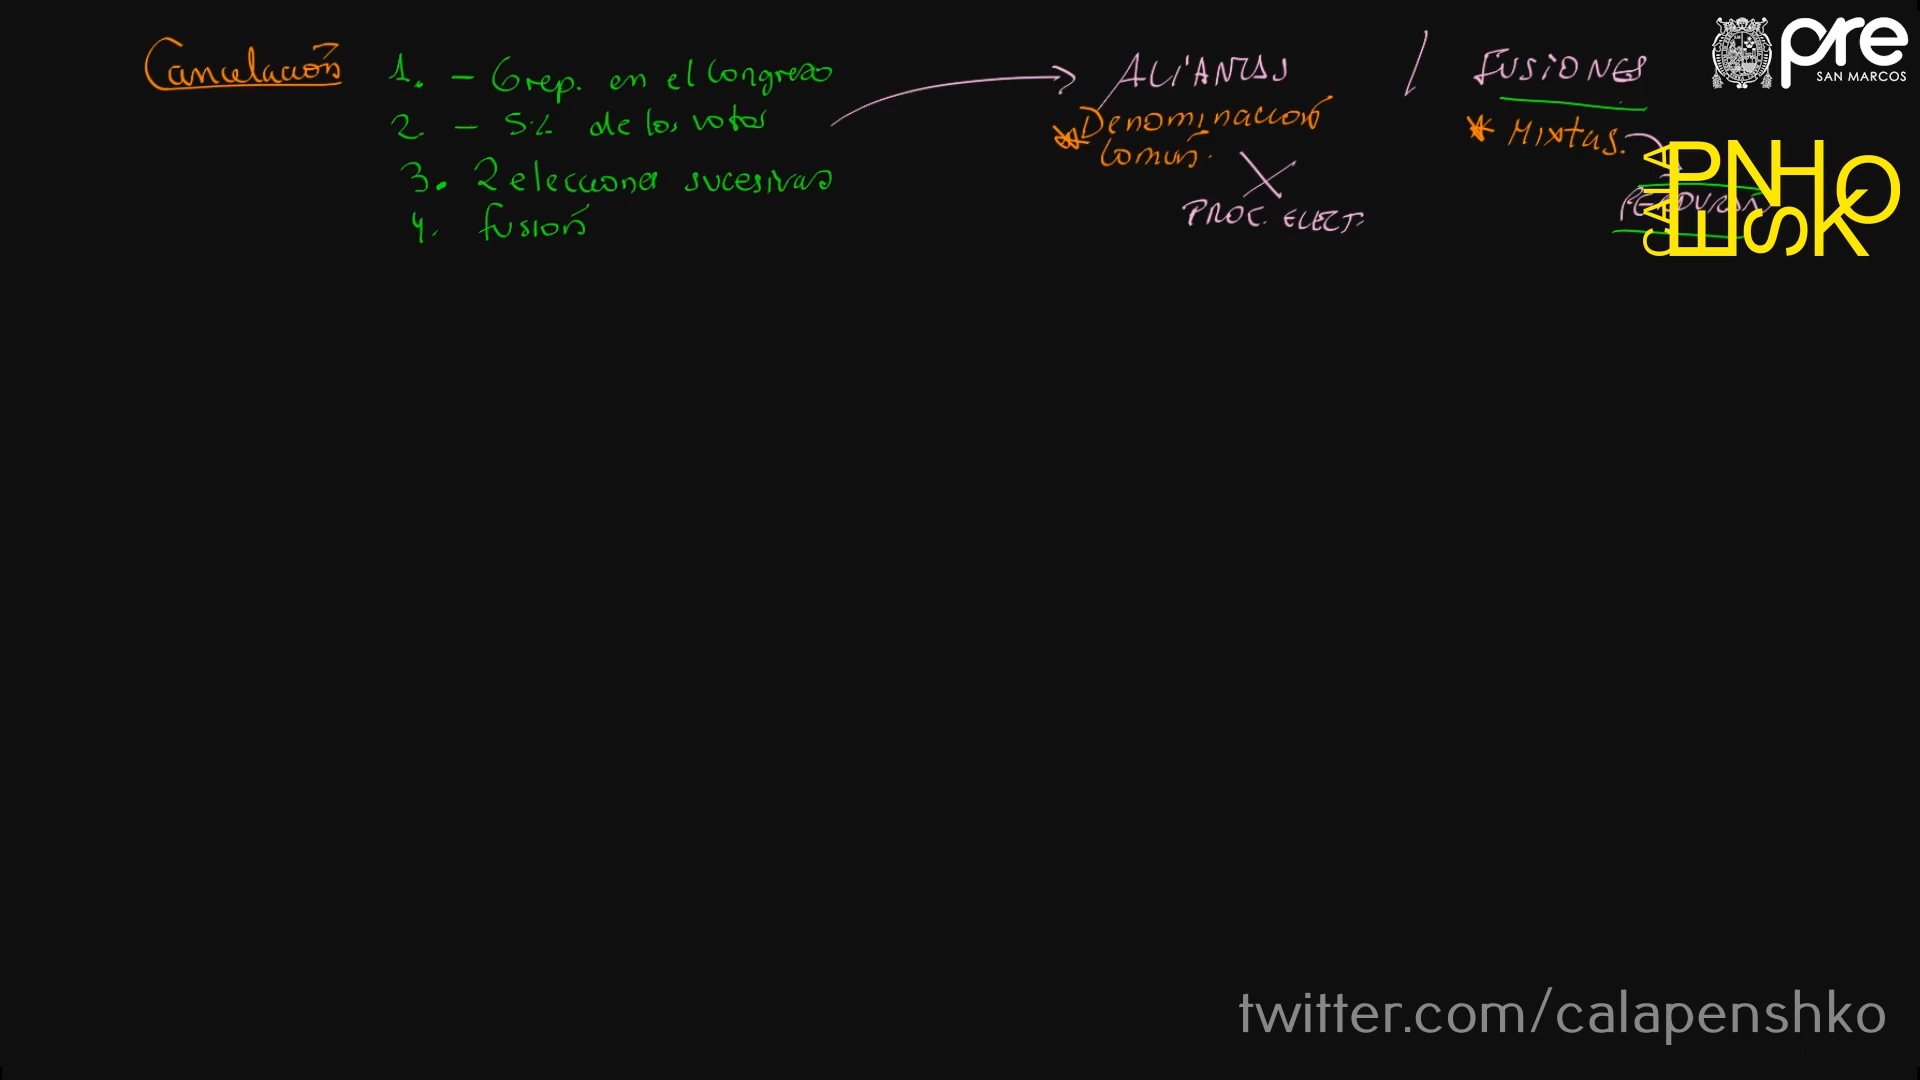 Cancelación
1. - 6 rep. en el Congreso
2 - 5% de los votos
3. 2 elecciones sucesivas
4. fusión
ALIANZAS / FUSIONES
* Denominación común.
PROC. ELECT.
* Mixtas.
PERDURAN
pre
SAN MARCOS
CALAPENSHKO
twitter.com/calapenshko